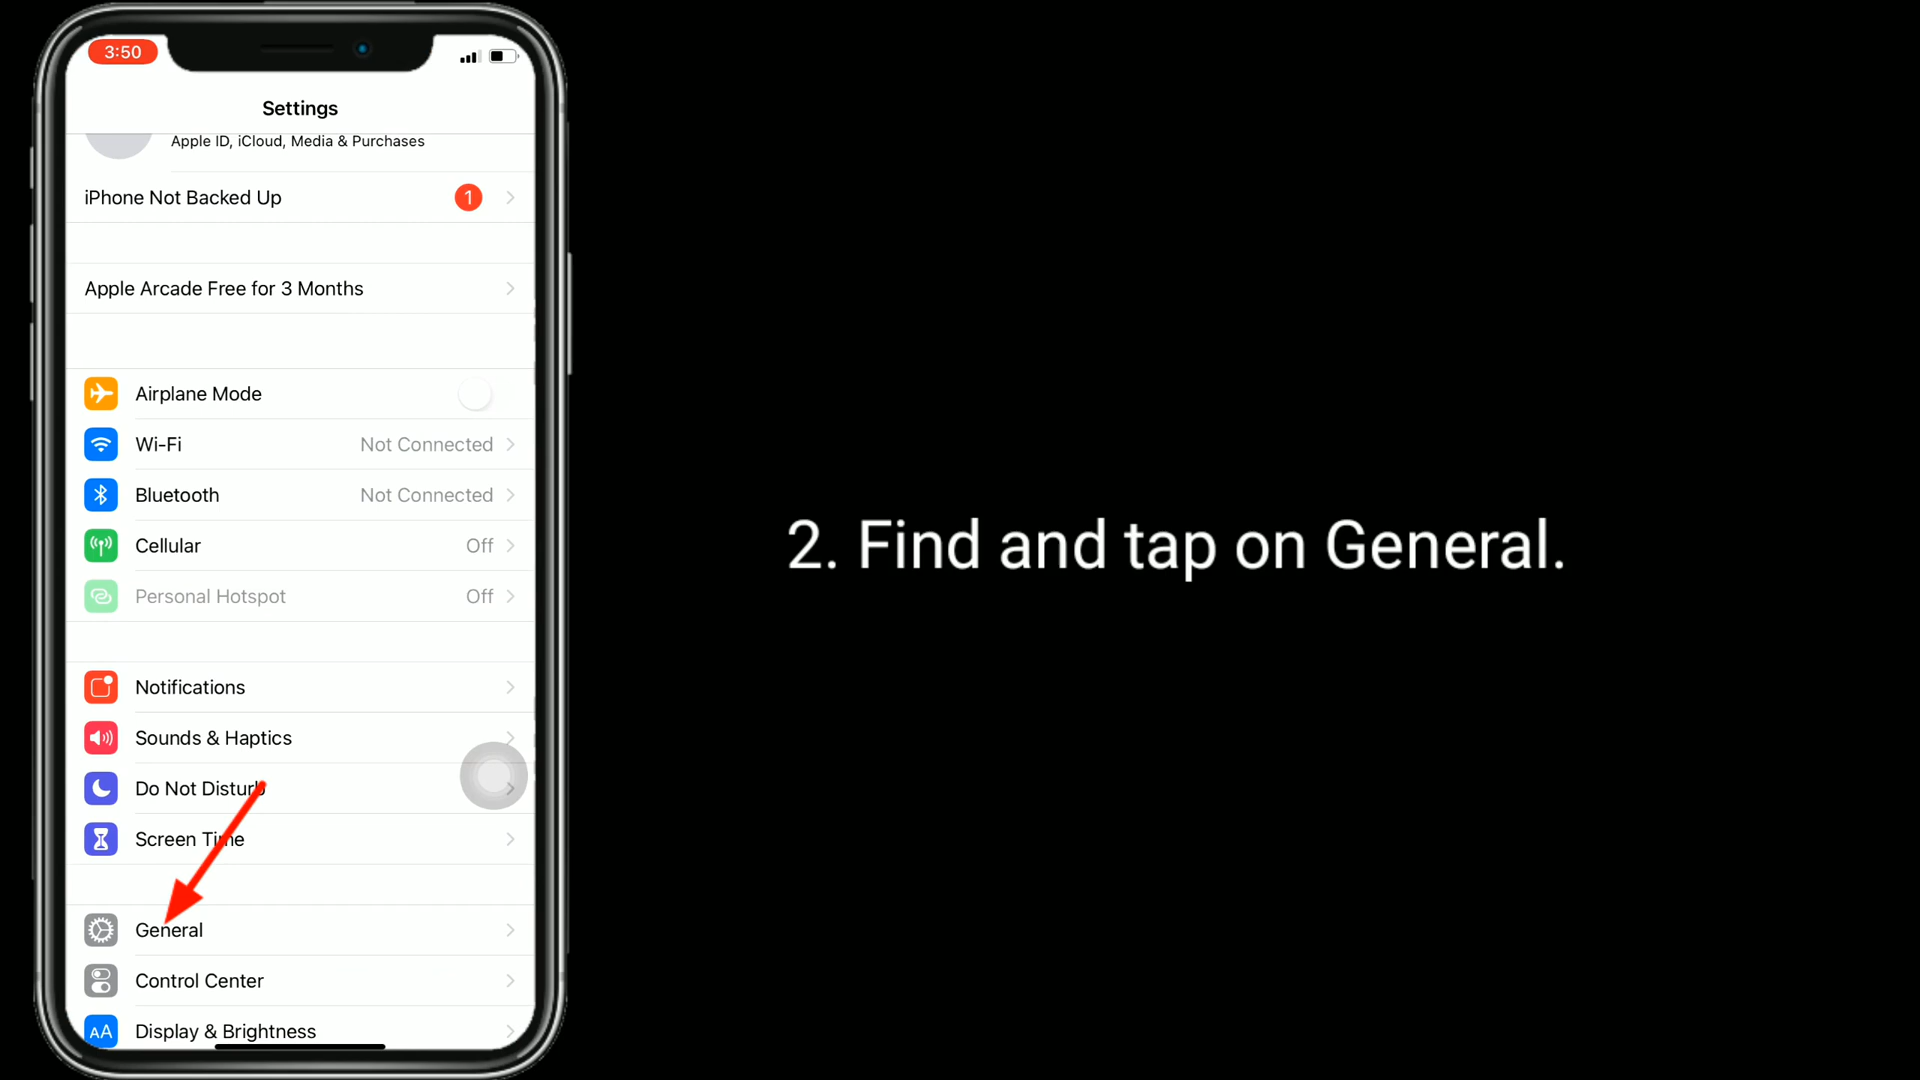 3:50
Settings
Apple ID, iCloud, Media & Purchases
iPhone Not Backed Up 1
Apple Arcade Free for 3 Months
Airplane Mode
Wi-Fi Not Connected
Bluetooth Not Connected
Cellular Off
Personal Hotspot Off
Notifications
Sounds & Haptics
Do Not Disturb
Screen Time
General
Control Center
AA Display & Brightness
2. Find and tap on General.